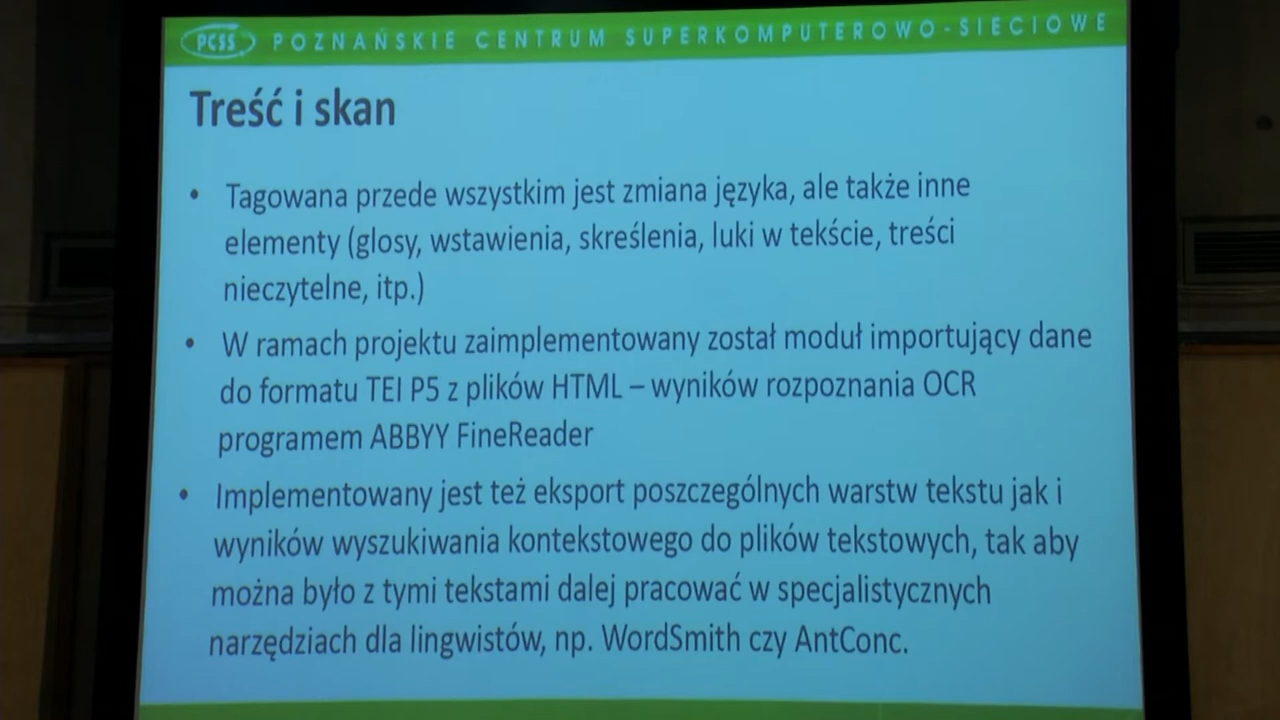 PCSS POZNAŃSKIE CENTRUM SUPERKOMPUTEROWO-SIECIOWE
Treść i skan
• Tagowana przede wszystkim jest zmiana języka, ale także inne
elementy (glosy, wstawienia, skreślenia, luki w tekście, treści
nieczytelne, itp.)
• W ramach projektu zaimplementowany został moduł importujący dane
do formatu TEI P5 z plików HTML – wyników rozpoznania OCR
programem ABBYY FineReader
• Implementowany jest też eksport poszczególnych warstw tekstu jak i
wyników wyszukiwania kontekstowego do plików tekstowych, tak aby
można było z tymi tekstami dalej pracować w specjalistycznych
narzędziach dla lingwistów, np. WordSmith czy AntConc.